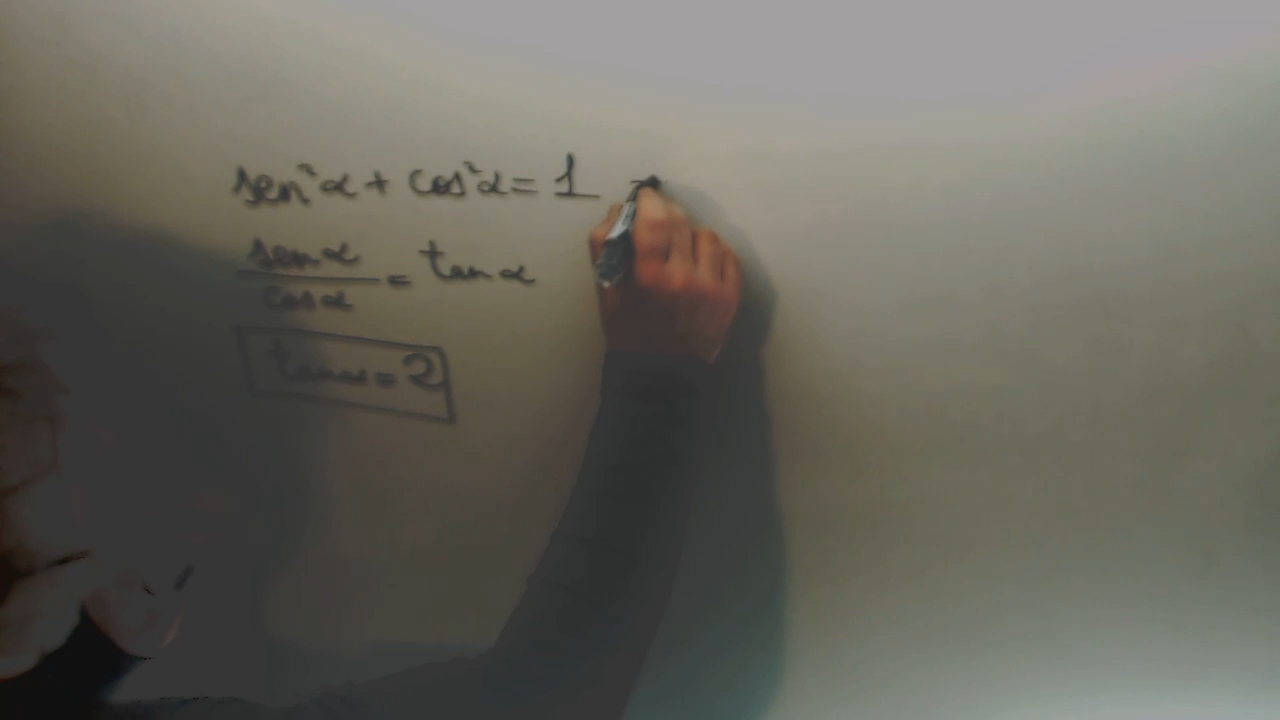 sen²α + cos²α = 1
senα / cosα = tanα
tanα = 2